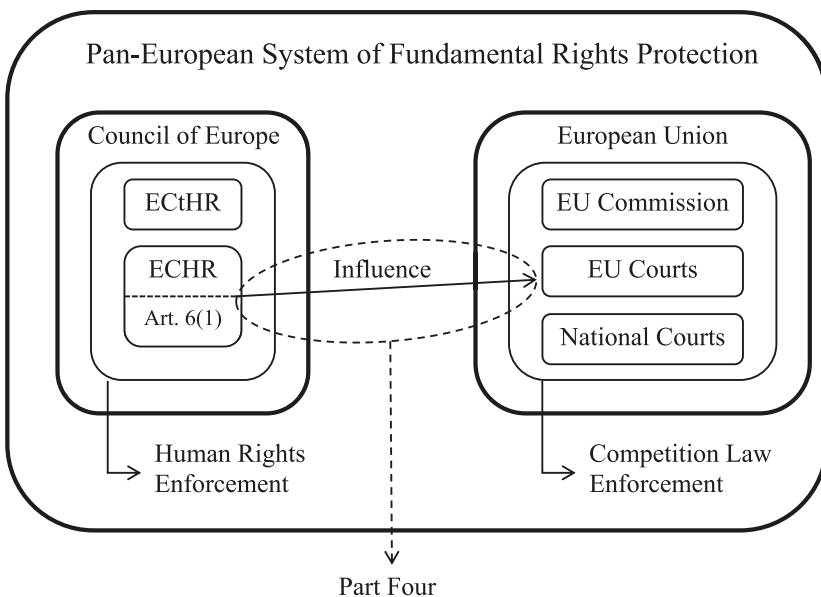 Pan-European System of Fundamental Rights Protection
Council of Europe
ECtHR
ECHR
Art. 6(1)
Human Rights
Enforcement
Influence
European Union
EU Commission
EU Courts
National Courts
Competition Law
Enforcement
Part Four